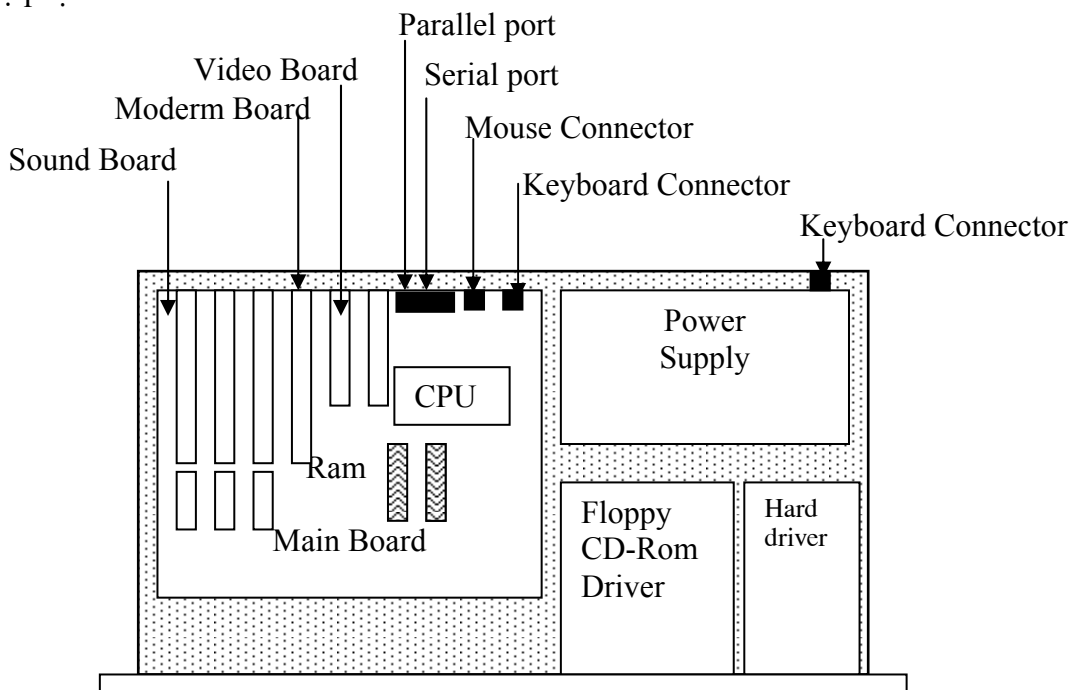 Parallel port
Video Board
Serial port
Moderm Board
Mouse Connector
Sound Board
Keyboard Connector
Keyboard Connector
Power
Supply
CPU
Ram
Main Board
Floppy
CD-Rom
Driver
Hard
driver